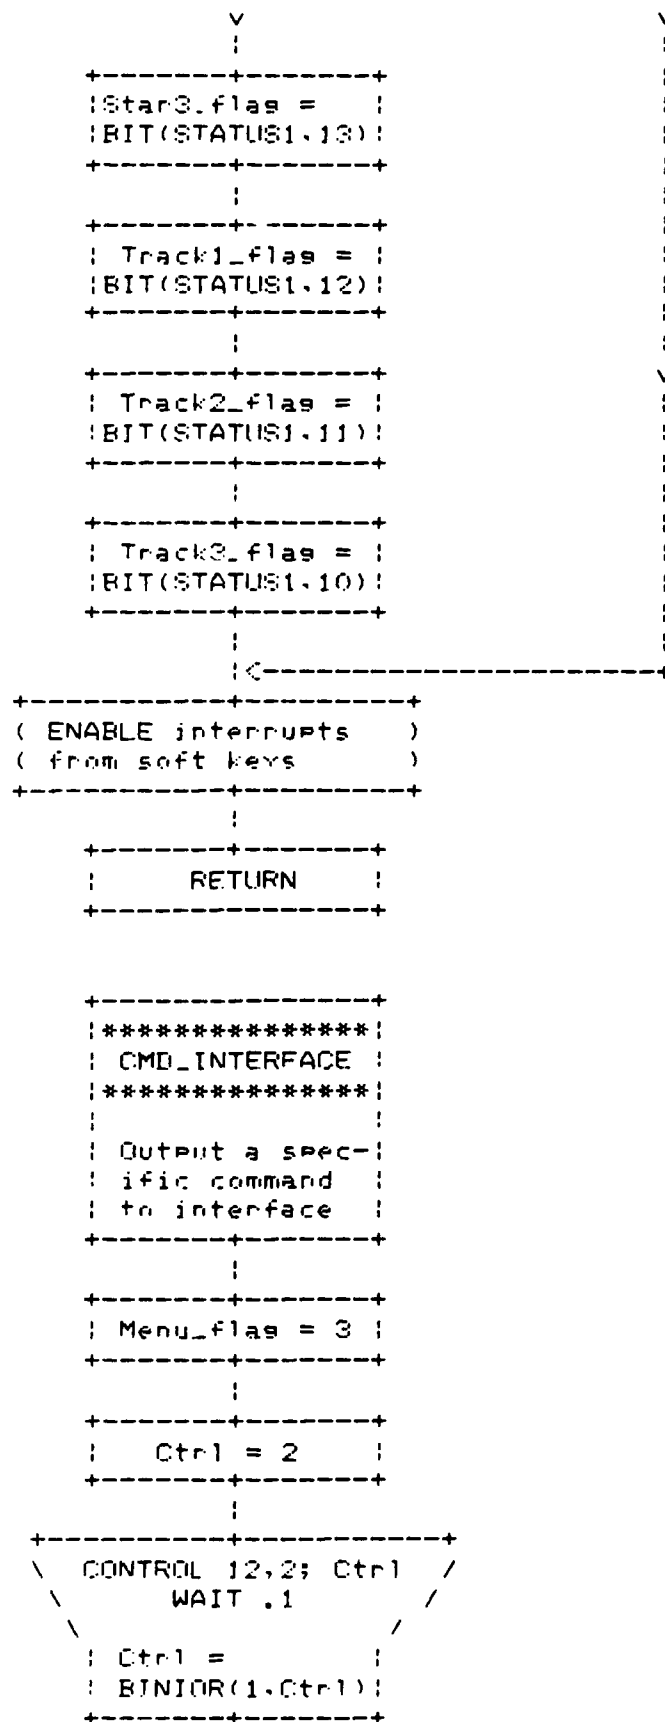 Star3_flag =
BIT(STATUS1,13)
Track1_flag =
BIT(STATUS1,12)
Track2_flag =
BIT(STATUS1,11)
Track3_flag =
BIT(STATUS1,10)
( ENABLE interrupts )
( from soft keys )
RETURN
***************
CMD_INTERFACE
***************
Output a spec-
ific command
to interface
Menu_flag = 3
Ctrl = 2
CONTROL 12,2; Ctrl
WAIT .1
Ctrl =
BINIOR(1,Ctrl)